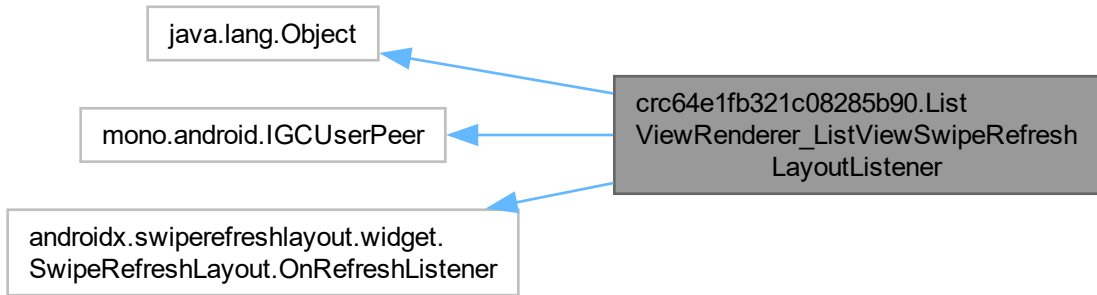 java.lang.Object
mono.android.IGCUserPeer
androidx.swiperefreshlayout.widget.
SwipeRefreshLayout.OnRefreshListener
crc64e1fb321c08285b90.List
ViewRenderer_ListViewSwipeRefresh
LayoutListener